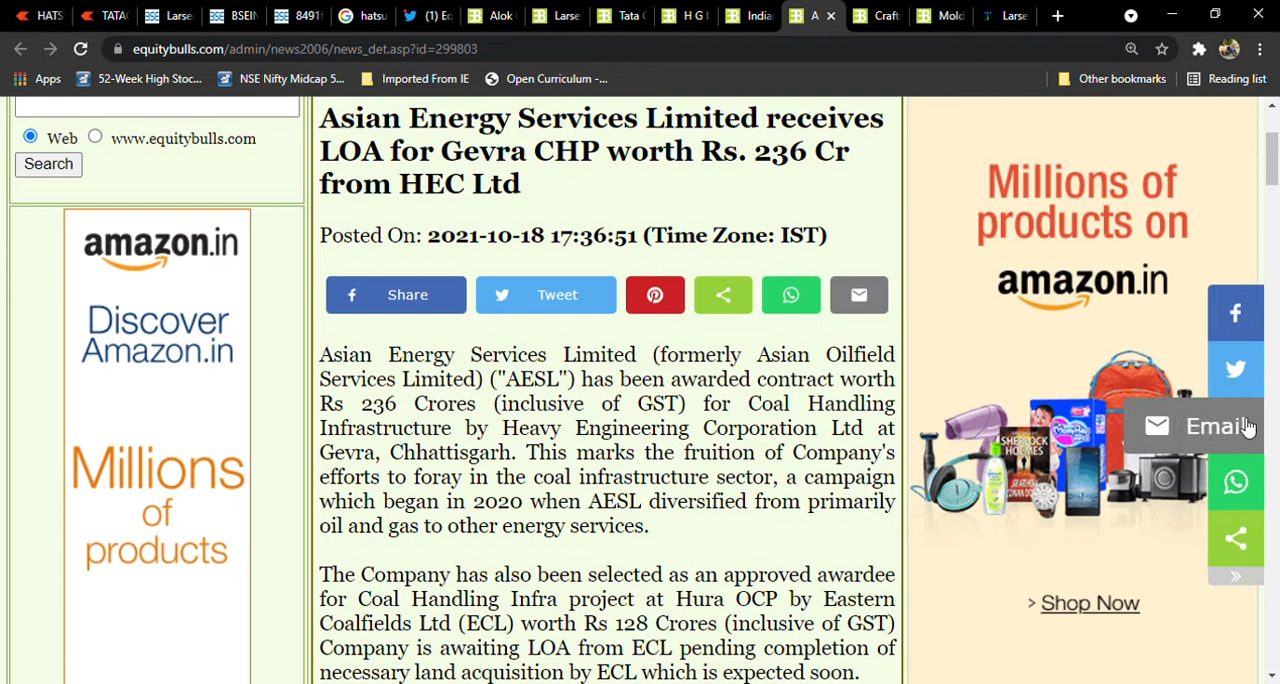 HATS
TATA
Larse
BSEIN
8491
hatsu
(1) Ec
Alok
Larse
Tata
H G I
India
A
Craft
Mold
Larse
equitybulls.com/admin/news2006/news_det.asp?id=299803
Apps
52-Week High Stoc...
NSE Nifty Midcap 5...
Imported From IE
Open Curriculum -...
Other bookmarks
Reading list
Web
www.equitybulls.com
Search
amazon.in
Discover
Amazon.in
Millions
of
products
Asian Energy Services Limited receives
LOA for Gevra CHP worth Rs. 236 Cr
from HEC Ltd
Posted On: 2021-10-18 17:36:51 (Time Zone: IST)
Share
Tweet
Asian Energy Services Limited (formerly Asian Oilfield
Services Limited) ("AESL") has been awarded contract worth
Rs 236 Crores (inclusive of GST) for Coal Handling
Infrastructure by Heavy Engineering Corporation Ltd at
Gevra, Chhattisgarh. This marks the fruition of Company's
efforts to foray in the coal infrastructure sector, a campaign
which began in 2020 when AESL diversified from primarily
oil and gas to other energy services.
The Company has also been selected as an approved awardee
for Coal Handling Infra project at Hura OCP by Eastern
Coalfields Ltd (ECL) worth Rs 128 Crores (inclusive of GST)
Company is awaiting LOA from ECL pending completion of
necessary land acquisition by ECL which is expected soon.
Millions of
products on
amazon.in
SHERLOCK
HOLMES
Email
> Shop Now